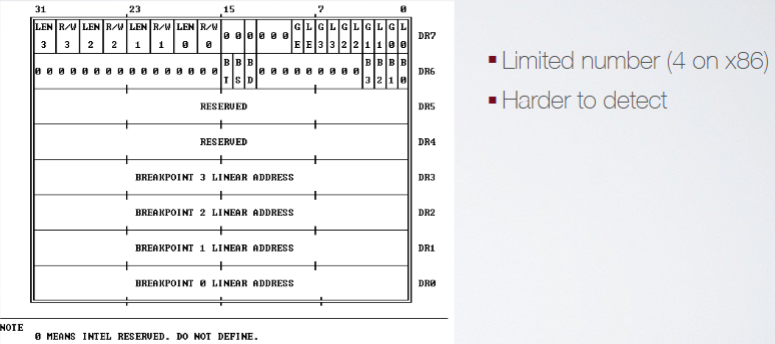 31 23 15 7 0
LEN R/W LEN R/W LEN R/W LEN R/W 0 0 0 0 0 0 G L G L G L G L G L DR7
3 3 2 2 1 1 0 0 E E 3 3 2 2 1 1 0 0
0 0 0 0 0 0 0 0 0 0 0 0 0 0 0 0 B B B 0 0 0 0 0 0 0 0 0 B B B B DR6
T S D 3 2 1 0
RESERVED DR5
RESERVED DR4
BREAKPOINT 3 LINEAR ADDRESS DR3
BREAKPOINT 2 LINEAR ADDRESS DR2
BREAKPOINT 1 LINEAR ADDRESS DR1
BREAKPOINT 0 LINEAR ADDRESS DR0
NOTE
0 MEANS INTEL RESERVED. DO NOT DEFINE.
▪ Limited number (4 on x86)
▪ Harder to detect